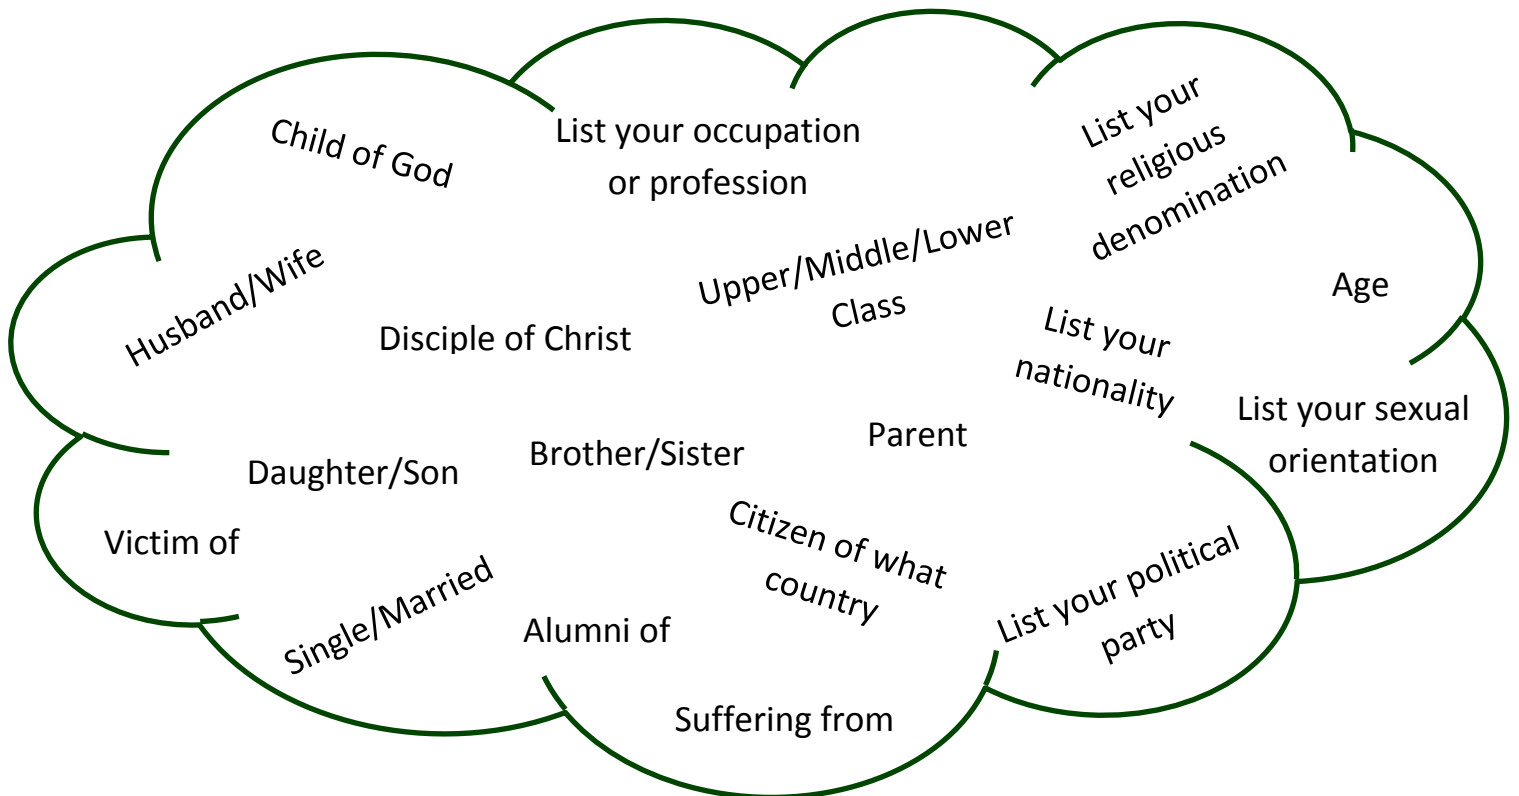 Child of God
List your occupation
or profession
List your
religious
denomination
Husband/Wife
Upper/Middle/Lower
Class
Age
Disciple of Christ
List your
nationality
List your sexual
orientation
Parent
Brother/Sister
Daughter/Son
Victim of
Citizen of what
country
List your political
party
Single/Married
Alumni of
Suffering from